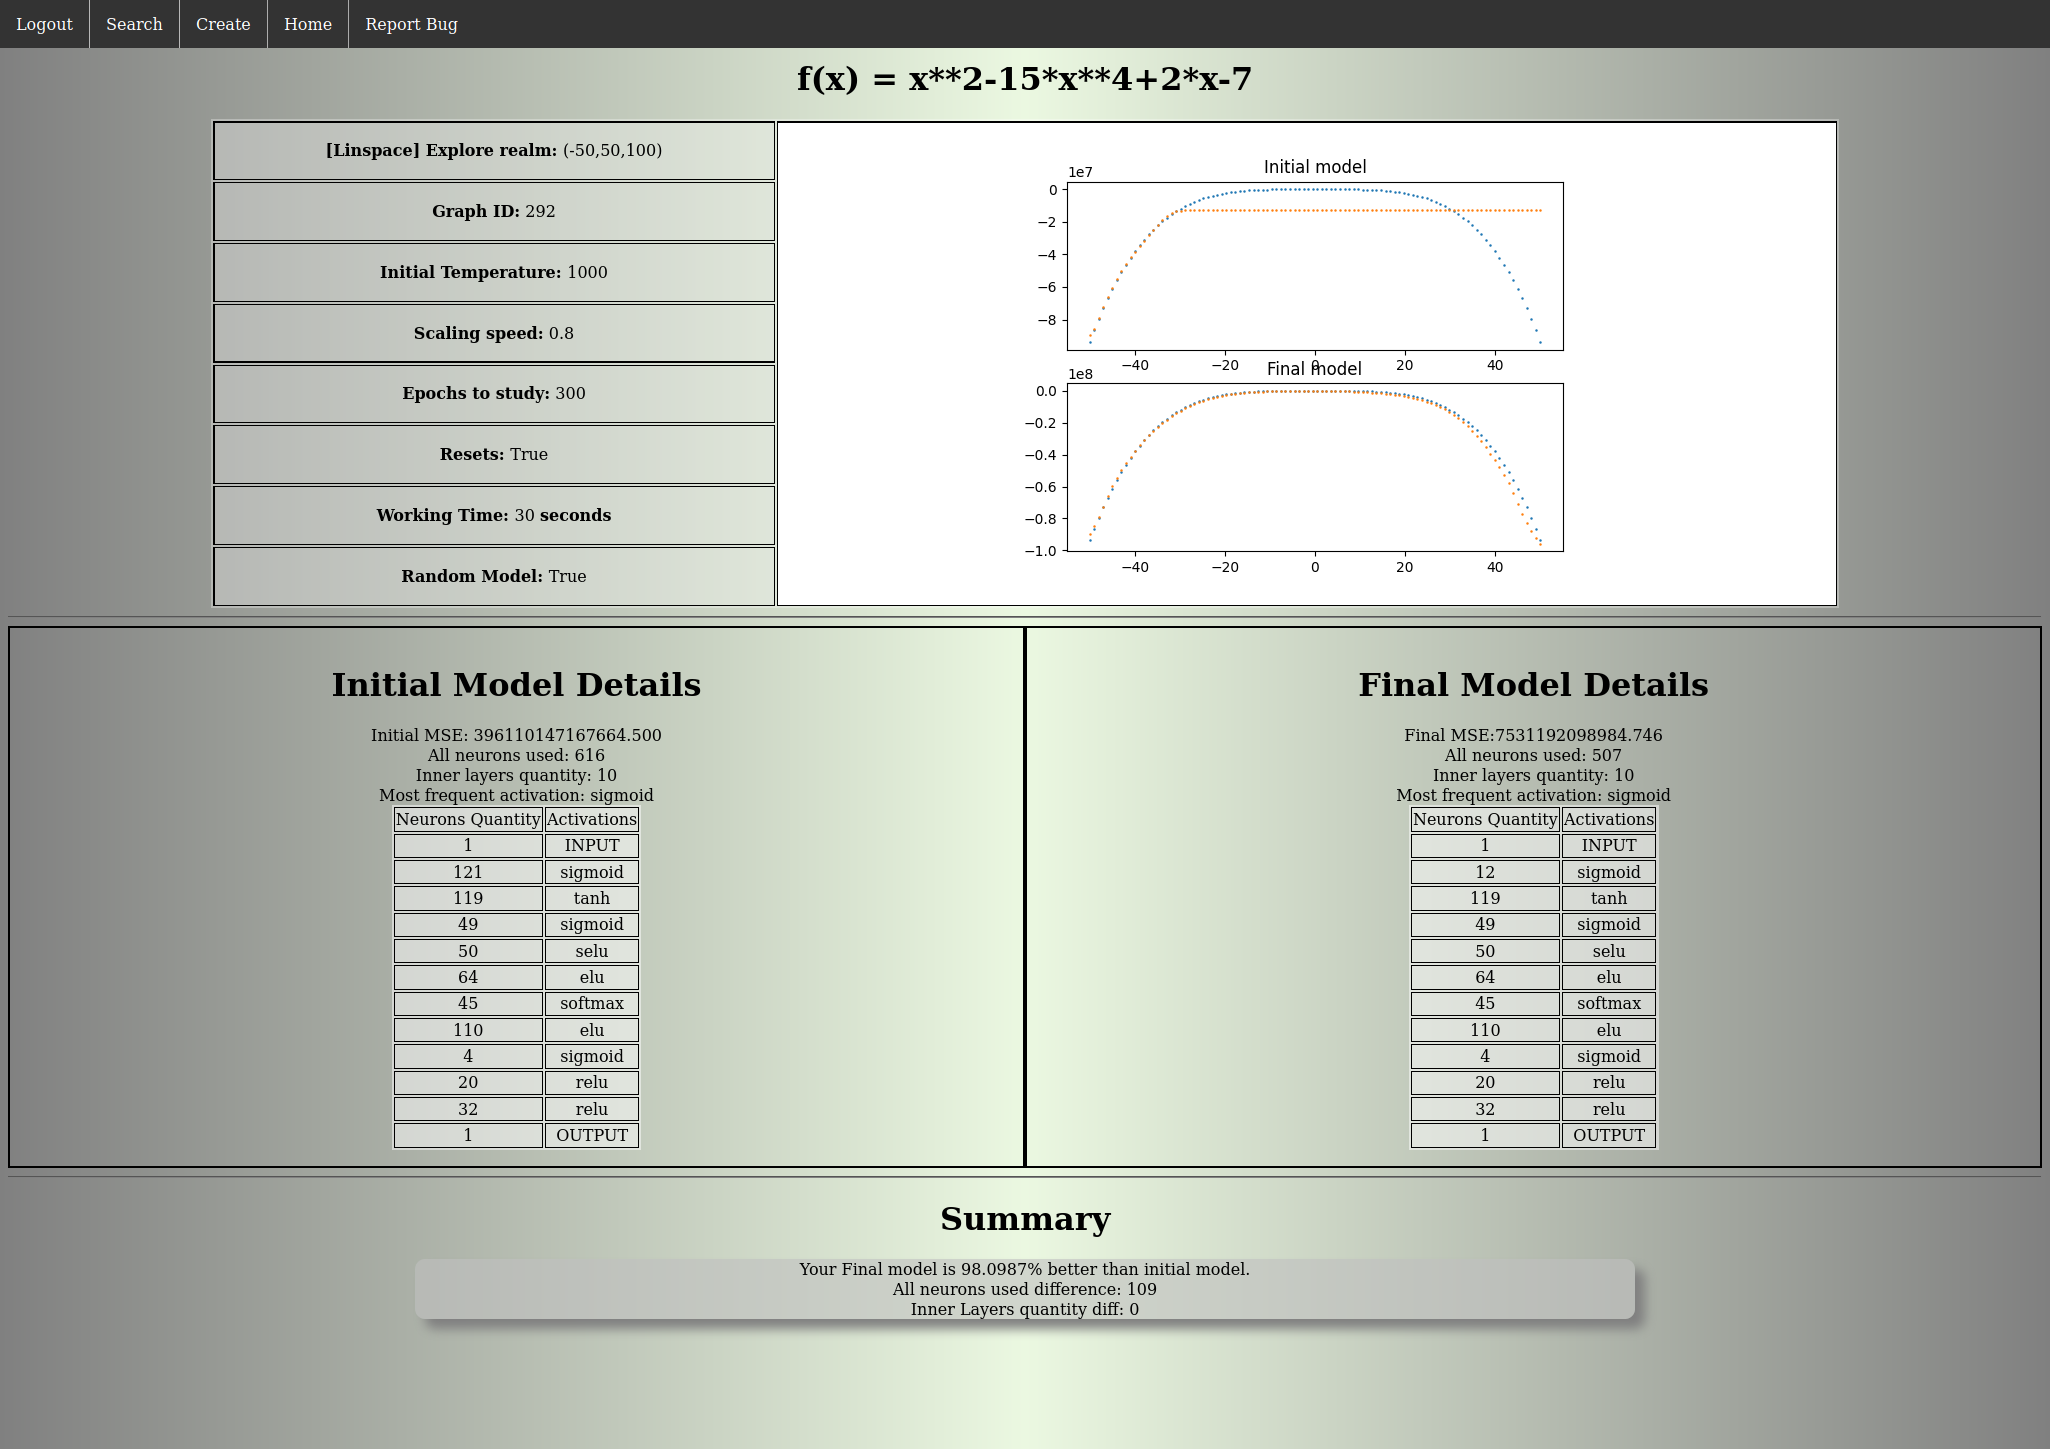 Logout Search Create Home Report Bug
f(x) = x**2-15*x**4+2*x-7
[Linspace] Explore realm: (-50,50,100)
Graph ID: 292
Initial Temperature: 1000
Scaling speed: 0.8
Epochs to study: 300
Resets: True
Working Time: 30 seconds
Random Model: True
Initial model
1e7
0
−2
−4
−6
−8
−40 −20 0 20 40
Final model
1e8
0.0
−0.2
−0.4
−0.6
−0.8
−1.0
−40 −20 0 20 40
Initial Model Details
Initial MSE: 396110147167664.500
All neurons used: 616
Inner layers quantity: 10
Most frequent activation: sigmoid
Neurons Quantity Activations
1 INPUT
121 sigmoid
119 tanh
49 sigmoid
50 selu
64 elu
45 softmax
110 elu
4 sigmoid
20 relu
32 relu
1 OUTPUT
Final Model Details
Final MSE:7531192098984.746
All neurons used: 507
Inner layers quantity: 10
Most frequent activation: sigmoid
Neurons Quantity Activations
1 INPUT
12 sigmoid
119 tanh
49 sigmoid
50 selu
64 elu
45 softmax
110 elu
4 sigmoid
20 relu
32 relu
1 OUTPUT
Summary
Your Final model is 98.0987% better than initial model.
All neurons used difference: 109
Inner Layers quantity diff: 0